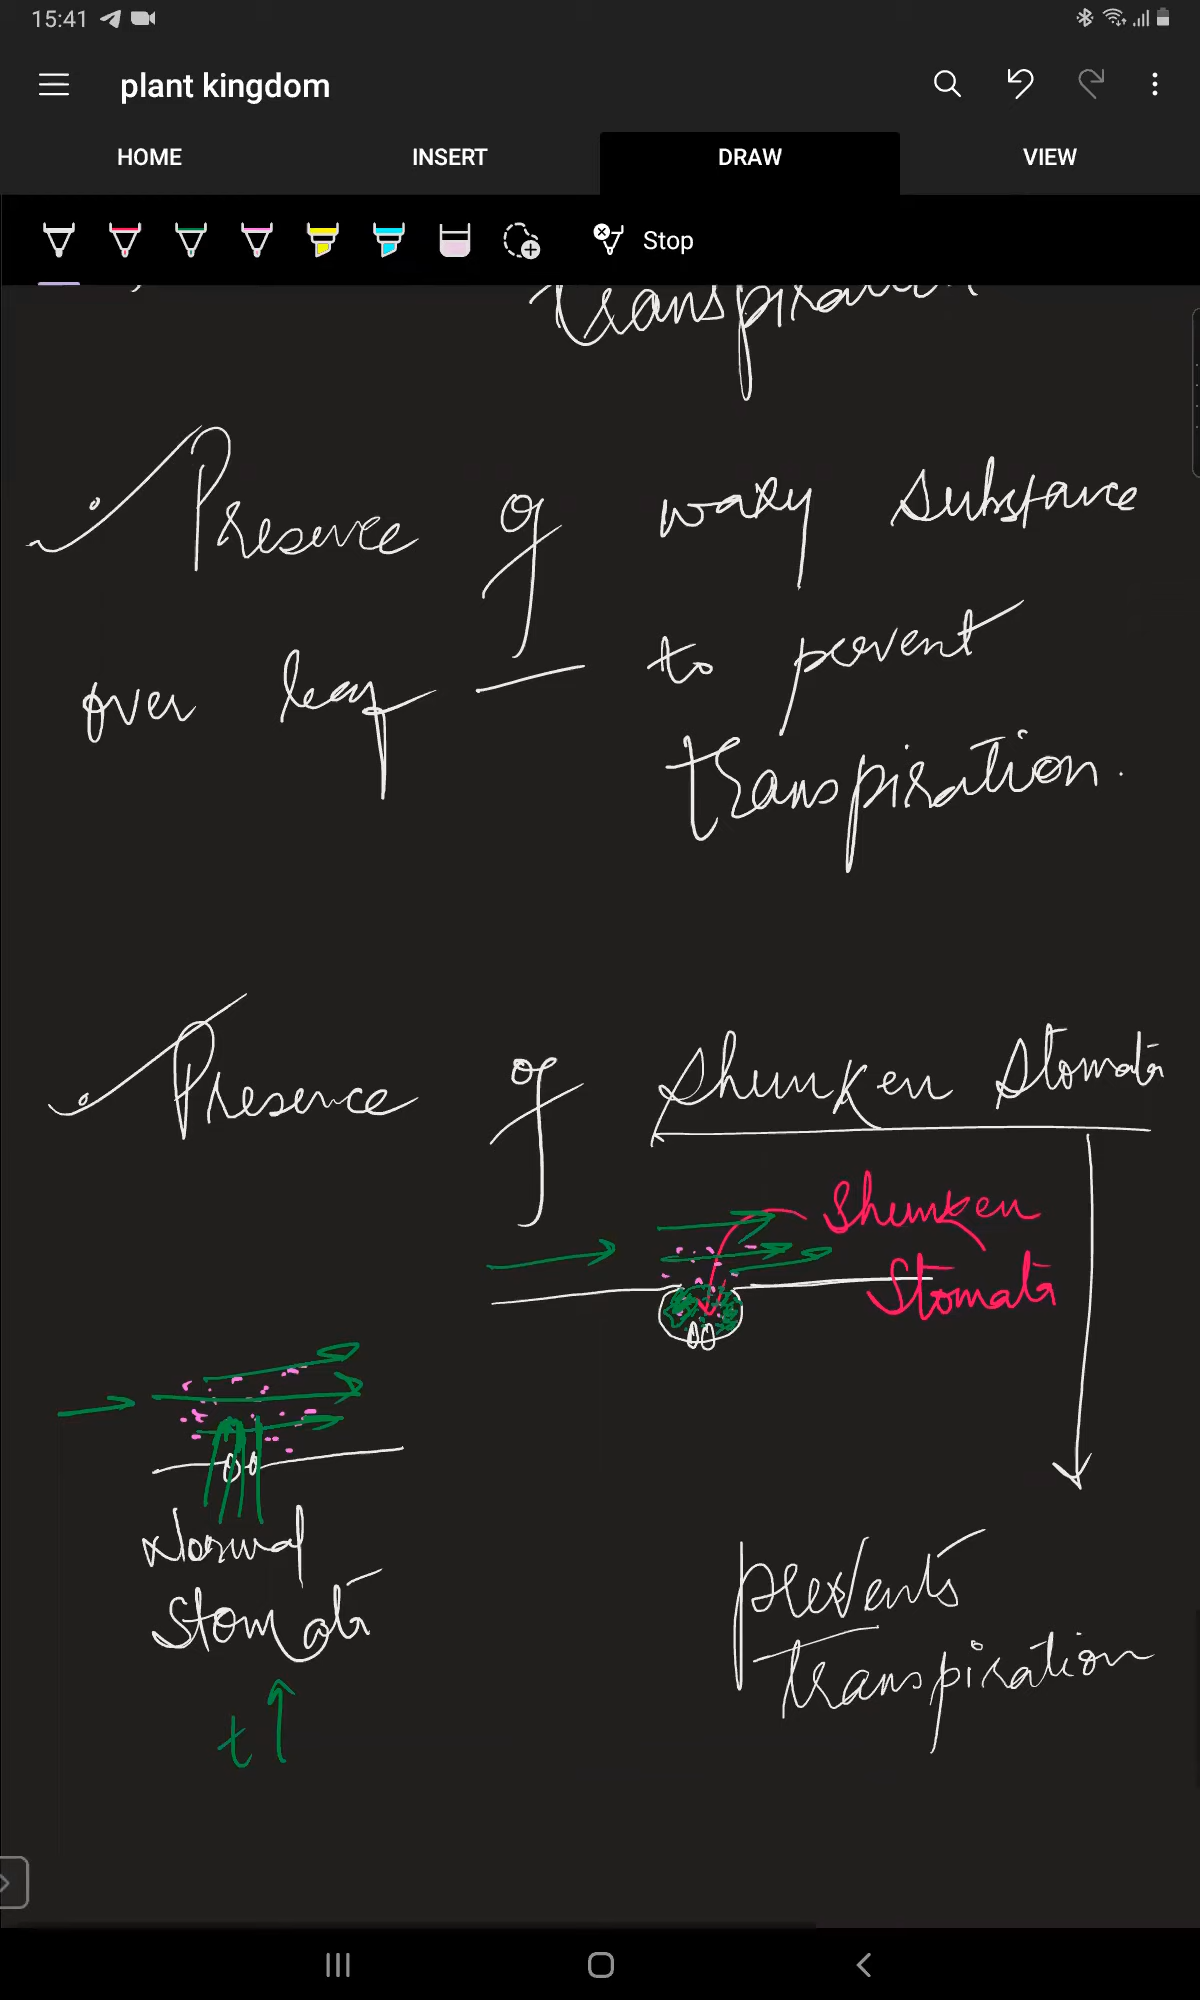 15:41
plant kingdom
HOME INSERT DRAW VIEW
Stop
transpiration
Presence of waxy substance
over leaf — to prevent
transpiration.
Presence of Shunken Stomata
Shunken
Stomata
Normal
Stomata
t↑
prevents
transpiration